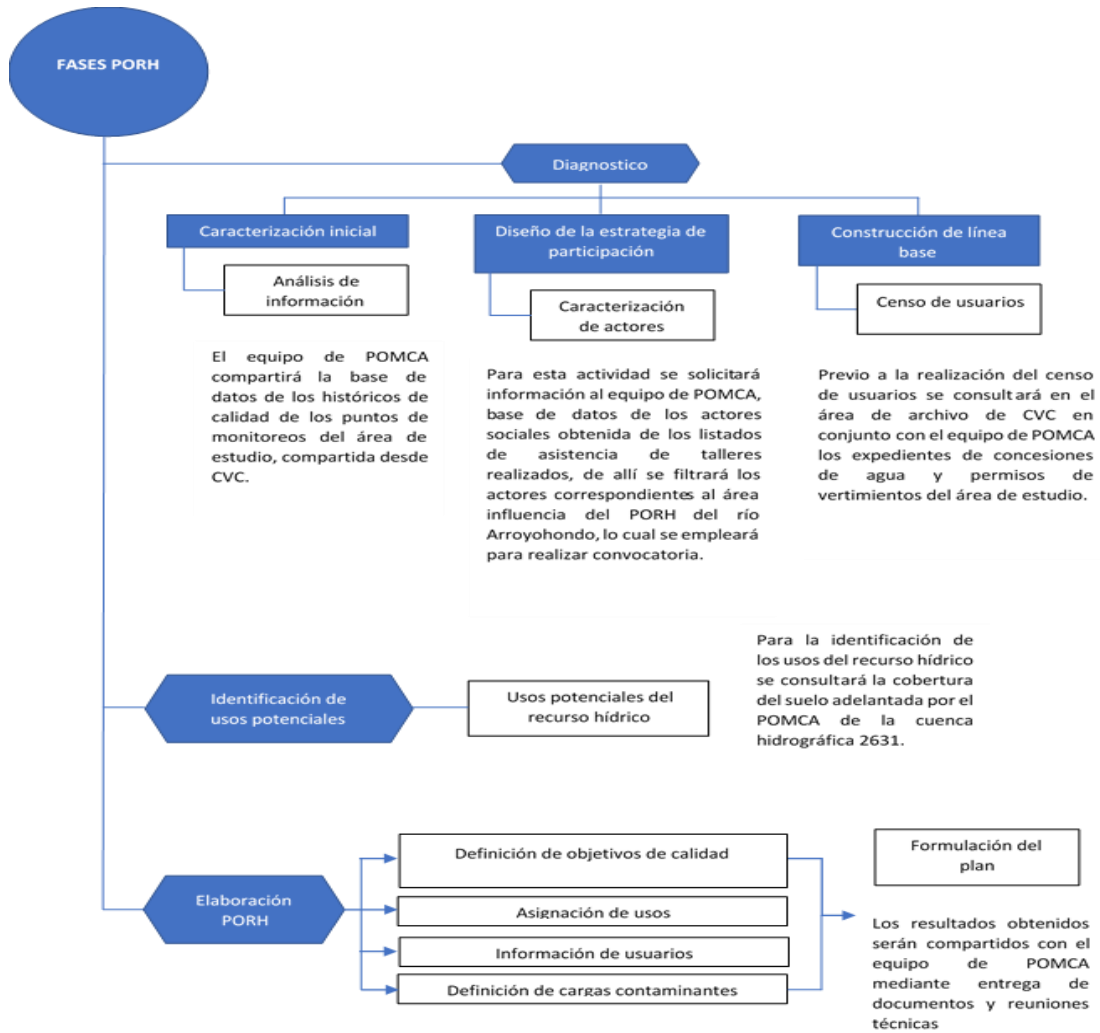 FASES PORH
Diagnostico
Caracterización inicial
Análisis de
información
El equipo de POMCA
compartirá la base de
datos de los históricos de
calidad de los puntos de
monitoreos del área de
estudio, compartida desde
CVC.
Diseño de la estrategia de
participación
Caracterización
de actores
Para esta actividad se solicitará
información al equipo de POMCA,
base de datos de los actores
sociales obtenida de los listados
de asistencia de talleres
realizados, de allí se filtrará los
actores correspondientes al área
influencia del PORH del río
Arroyohondo, lo cual se empleará
para realizar convocatoria.
Construcción de línea
base
Censo de usuarios
Previo a la realización del censo
de usuarios se consultará en el
área de archivo de CVC en
conjunto con el equipo de POMCA
los expedientes de concesiones
de agua y permisos de
vertimientos del área de estudio.
Identificación de
usos potenciales
Usos potenciales del
recurso hídrico
Para la identificación de
los usos del recurso hídrico
se consultará la cobertura
del suelo adelantada por el
POMCA de la cuenca
hidrográfica 2631.
Elaboración
PORH
Definición de objetivos de calidad
Asignación de usos
Información de usuarios
Definición de cargas contaminantes
Formulación del
plan
Los resultados obtenidos
serán compartidos con el
equipo de POMCA
mediante entrega de
documentos y reuniones
técnicas